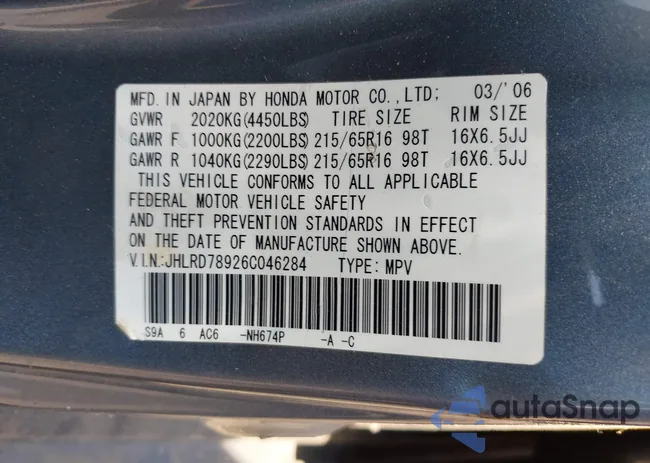 MFD. IN JAPAN BY HONDA MOTOR CO.,LTD; 03/'06
GVWR 2020KG(4450LBS) TIRE SIZE RIM SIZE
GAWR F 1000KG(2200LBS) 215/65R16 98T 16X6.5JJ
GAWR R 1040KG(2290LBS) 215/65R16 98T 16X6.5JJ
THIS VEHICLE CONFORMS TO ALL APPLICABLE
FEDERAL MOTOR VEHICLE SAFETY
AND THEFT PREVENTION STANDARDS IN EFFECT
ON THE DATE OF MANUFACTURE SHOWN ABOVE.
V.I.N.:JHLRD78926C046284 TYPE: MPV
S9A 6 AC6 -NH674P -A -C
autoSnap